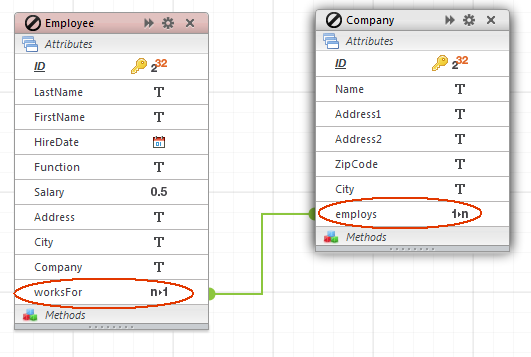 Employee
Attributes
ID 2 32
LastName T
FirstName T
HireDate 01
Function T
Salary 0.5
Address T
City T
Company T
worksFor n▸1
Methods
Company
Attributes
ID 2 32
Name T
Address1 T
Address2 T
ZipCode T
City T
employs 1▸n
Methods